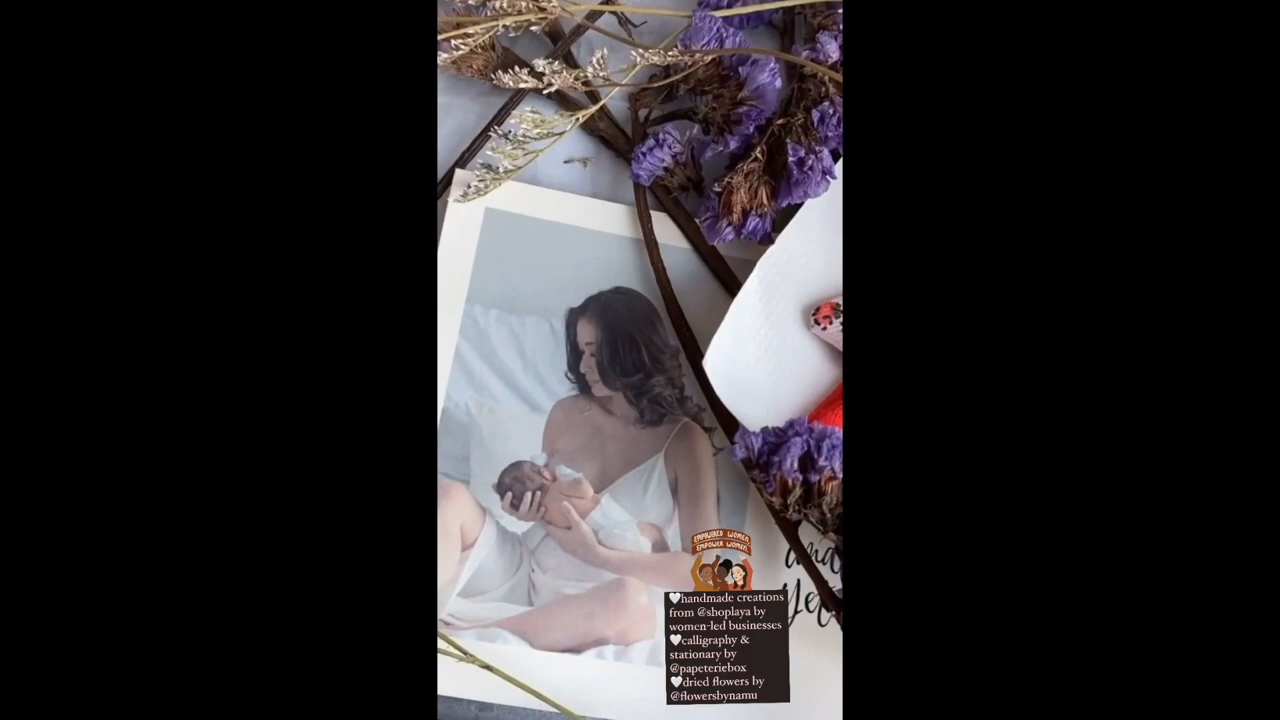 EMPOWERED WOMEN,
EMPOWER WOMEN.
🤍handmade creations
from @shoplaya by
women-led businesses
🤍calligraphy &
stationary by
@papeteriebox
🤍dried flowers by
@flowersbynamu
and